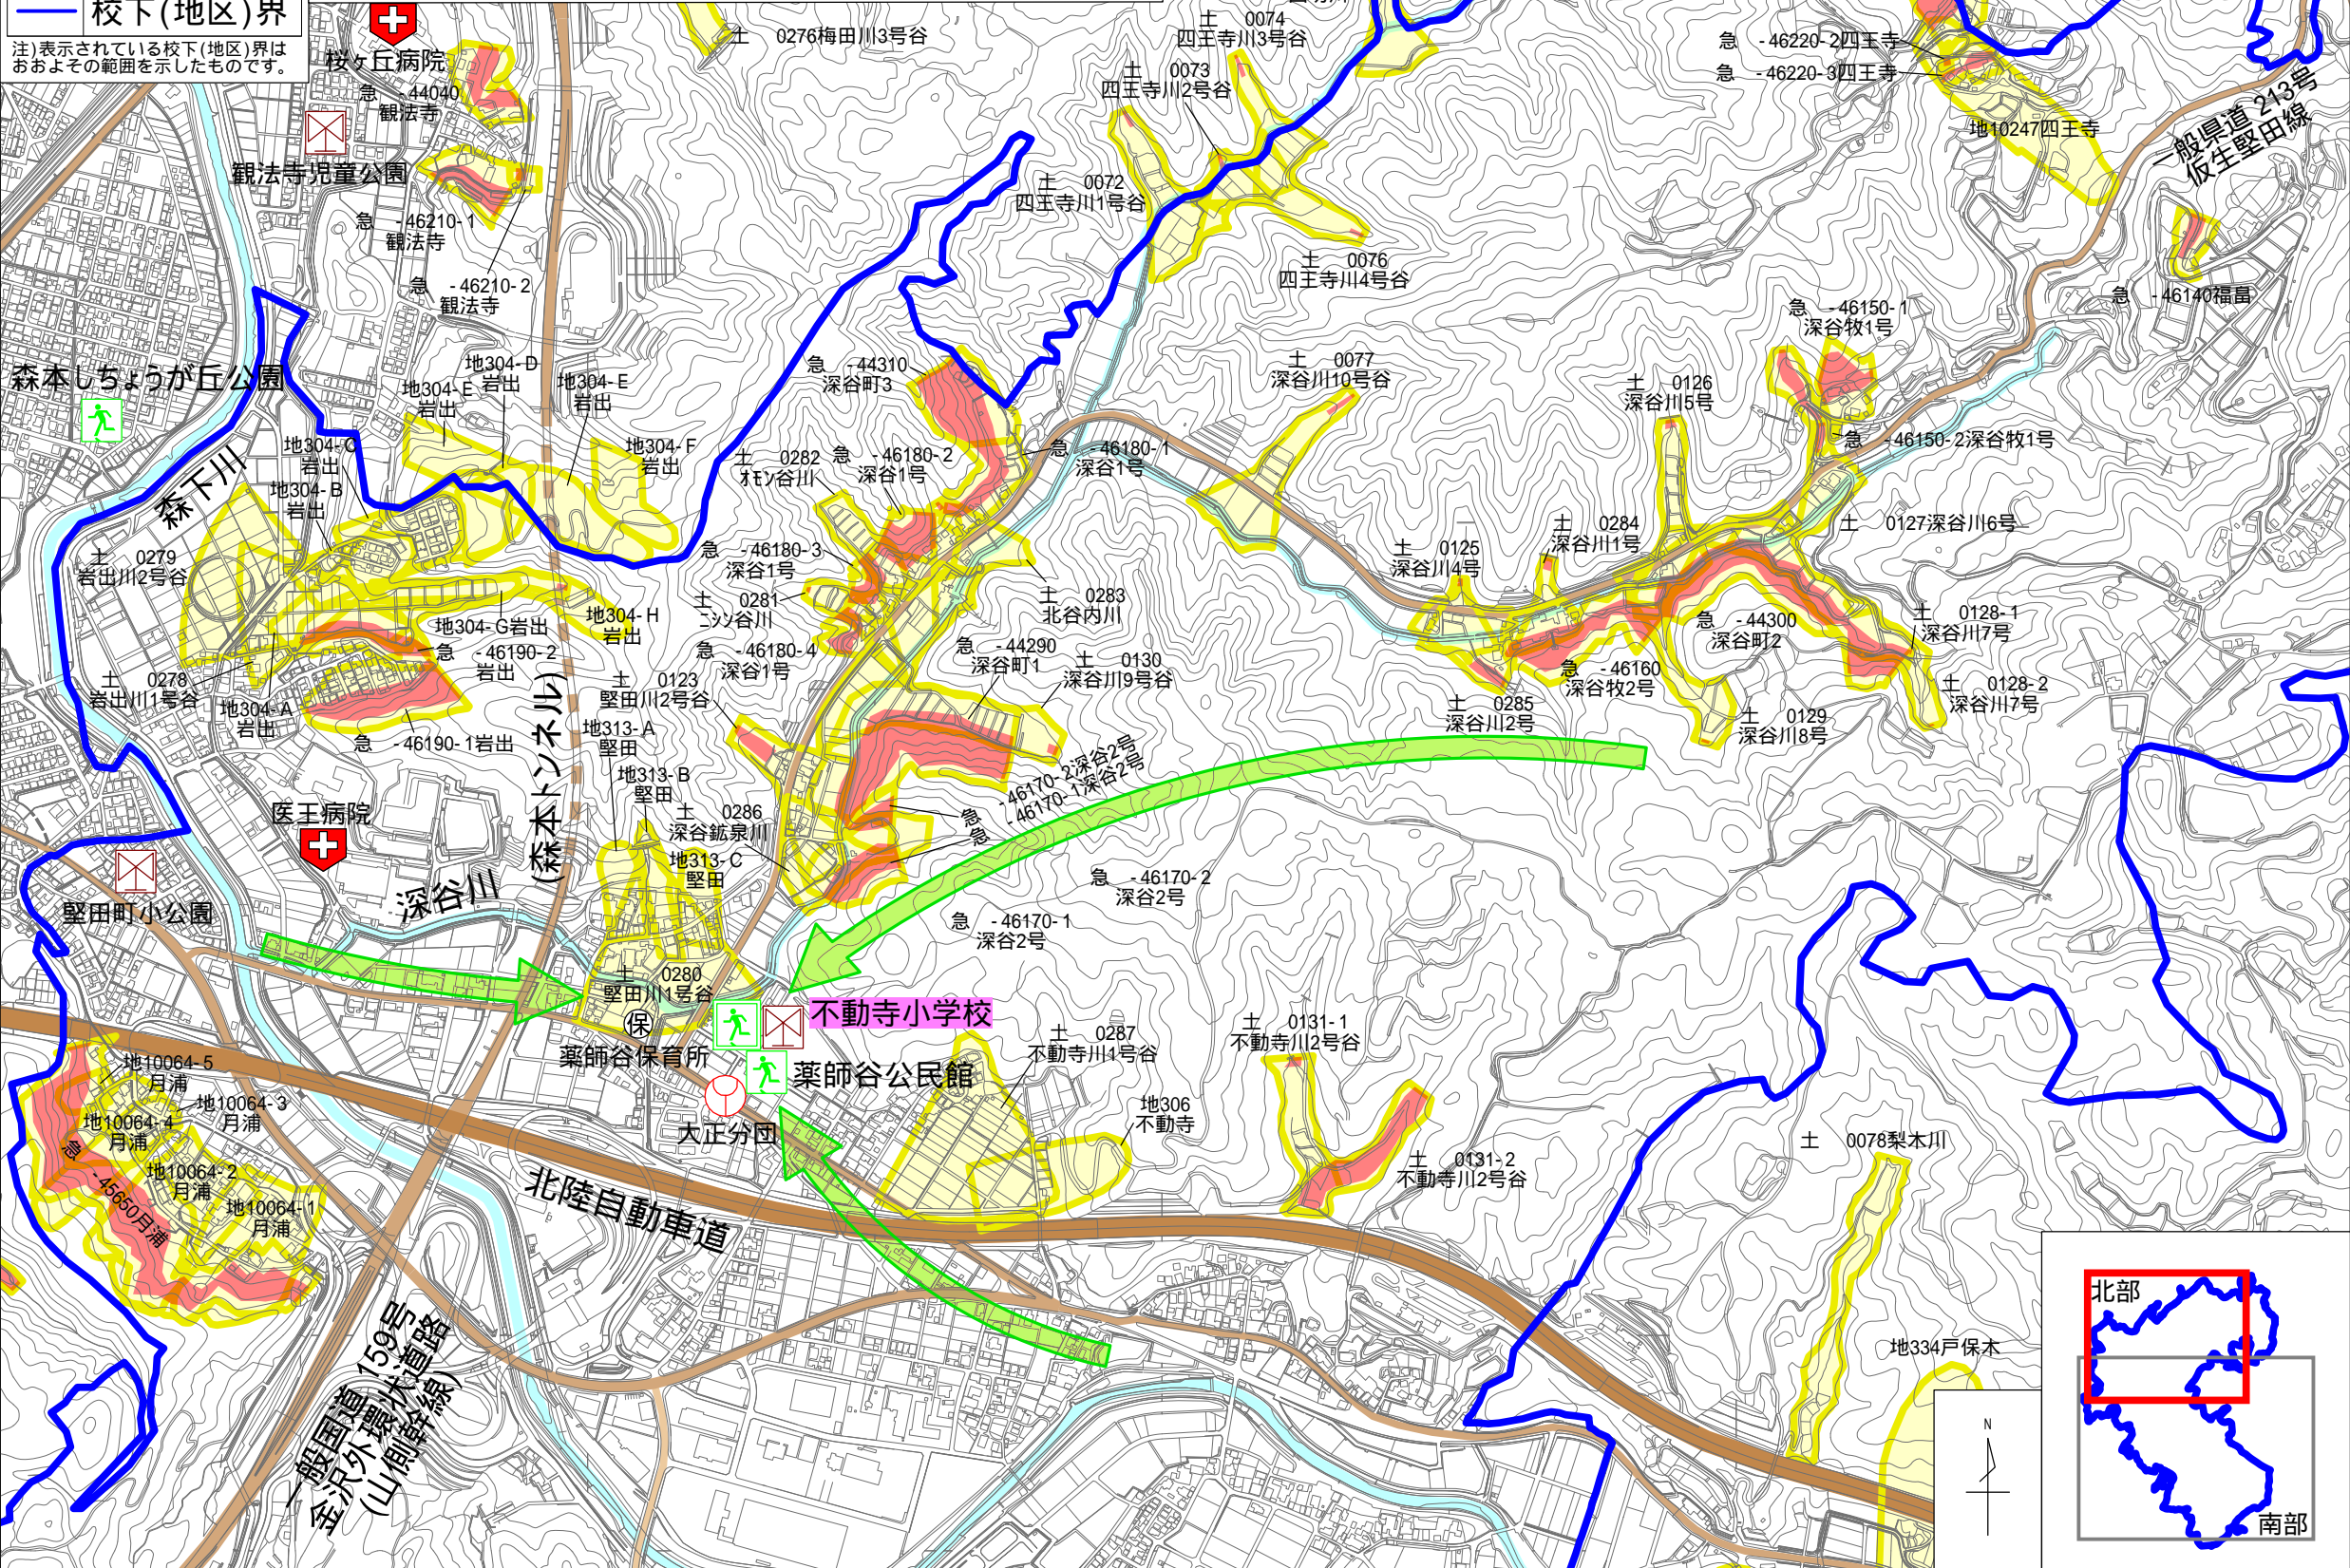 校下(地区)界
注)表示されている校下(地区)界は
おおよその範囲を示したものです。
桜ヶ丘病院
急 -44040
観法寺
観法寺児童公園
急 -46210-1
観法寺
急 -46210-2
観法寺
土 0276梅田川3号谷
土 0074
四王寺川3号谷
土 0073
四王寺川2号谷
土 0072
四王寺川1号谷
土 0076
四王寺川4号谷
急 -46220-2四王寺
急 -46220-3四王寺
地10247四王寺
一般県道 213号
仮生堅田線
急 -46140福畠
急 -46150-1
深谷牧1号
急 -46150-2深谷牧1号
土 0126
深谷川5号
土 0077
深谷川10号谷
急 -44310
深谷町3
森本しちょうが丘公園
地304-D
岩出
地304-E
岩出
地304-E
岩出
地304-F
岩出
地304-C
岩出
地304-B
岩出
森下川
土 0282
オモン谷川
急 -46180-2
深谷1号
急 -46180-1
深谷1号
急 -46180-3
深谷1号
土 0281
ニシシ谷川
急 -46180-4
深谷1号
土 0279
岩出川2号谷
地304-H
岩出
地304-G岩出
急 -46190-2
岩出
土 0278
岩出川1号谷
地304-A
岩出
急 -46190-1岩出
土 0283
北谷内川
急 -44290
深谷町1
土 0130
深谷川9号谷
土 0125
深谷川4号
土 0284
深谷川1号
土 0127深谷川6号
急 -44300
深谷町2
土 0128-1
深谷川7号
急 -46160
深谷牧2号
土 0285
深谷川2号
土 0128-2
深谷川7号
土 0129
深谷川8号
土 0123
堅田川2号谷
地313-A
堅田
地313-B
堅田
土 0286
深谷鉱泉川
地313-C
堅田
(森本トンネル)
急 -46170-2深谷2号
急 -46170-1深谷2号
急 -46170-2
深谷2号
急 -46170-1
深谷2号
医王病院
深谷川
堅田町小公園
土 0280
堅田川1号谷
保
薬師谷保育所
不動寺小学校
薬師谷公民館
大正分団
土 0287
不動寺川1号谷
土 0131-1
不動寺川2号谷
地306
不動寺
土 0131-2
不動寺川2号谷
土 0078梨木川
地334戸保木
地10064-5
月浦
地10064-3
月浦
地10064-4
月浦
地10064-2
月浦
地10064-1
月浦
急 -45650月浦
北陸自動車道
一般国道 159号
金沢外環状道路
(山側幹線)
N
北部
南部